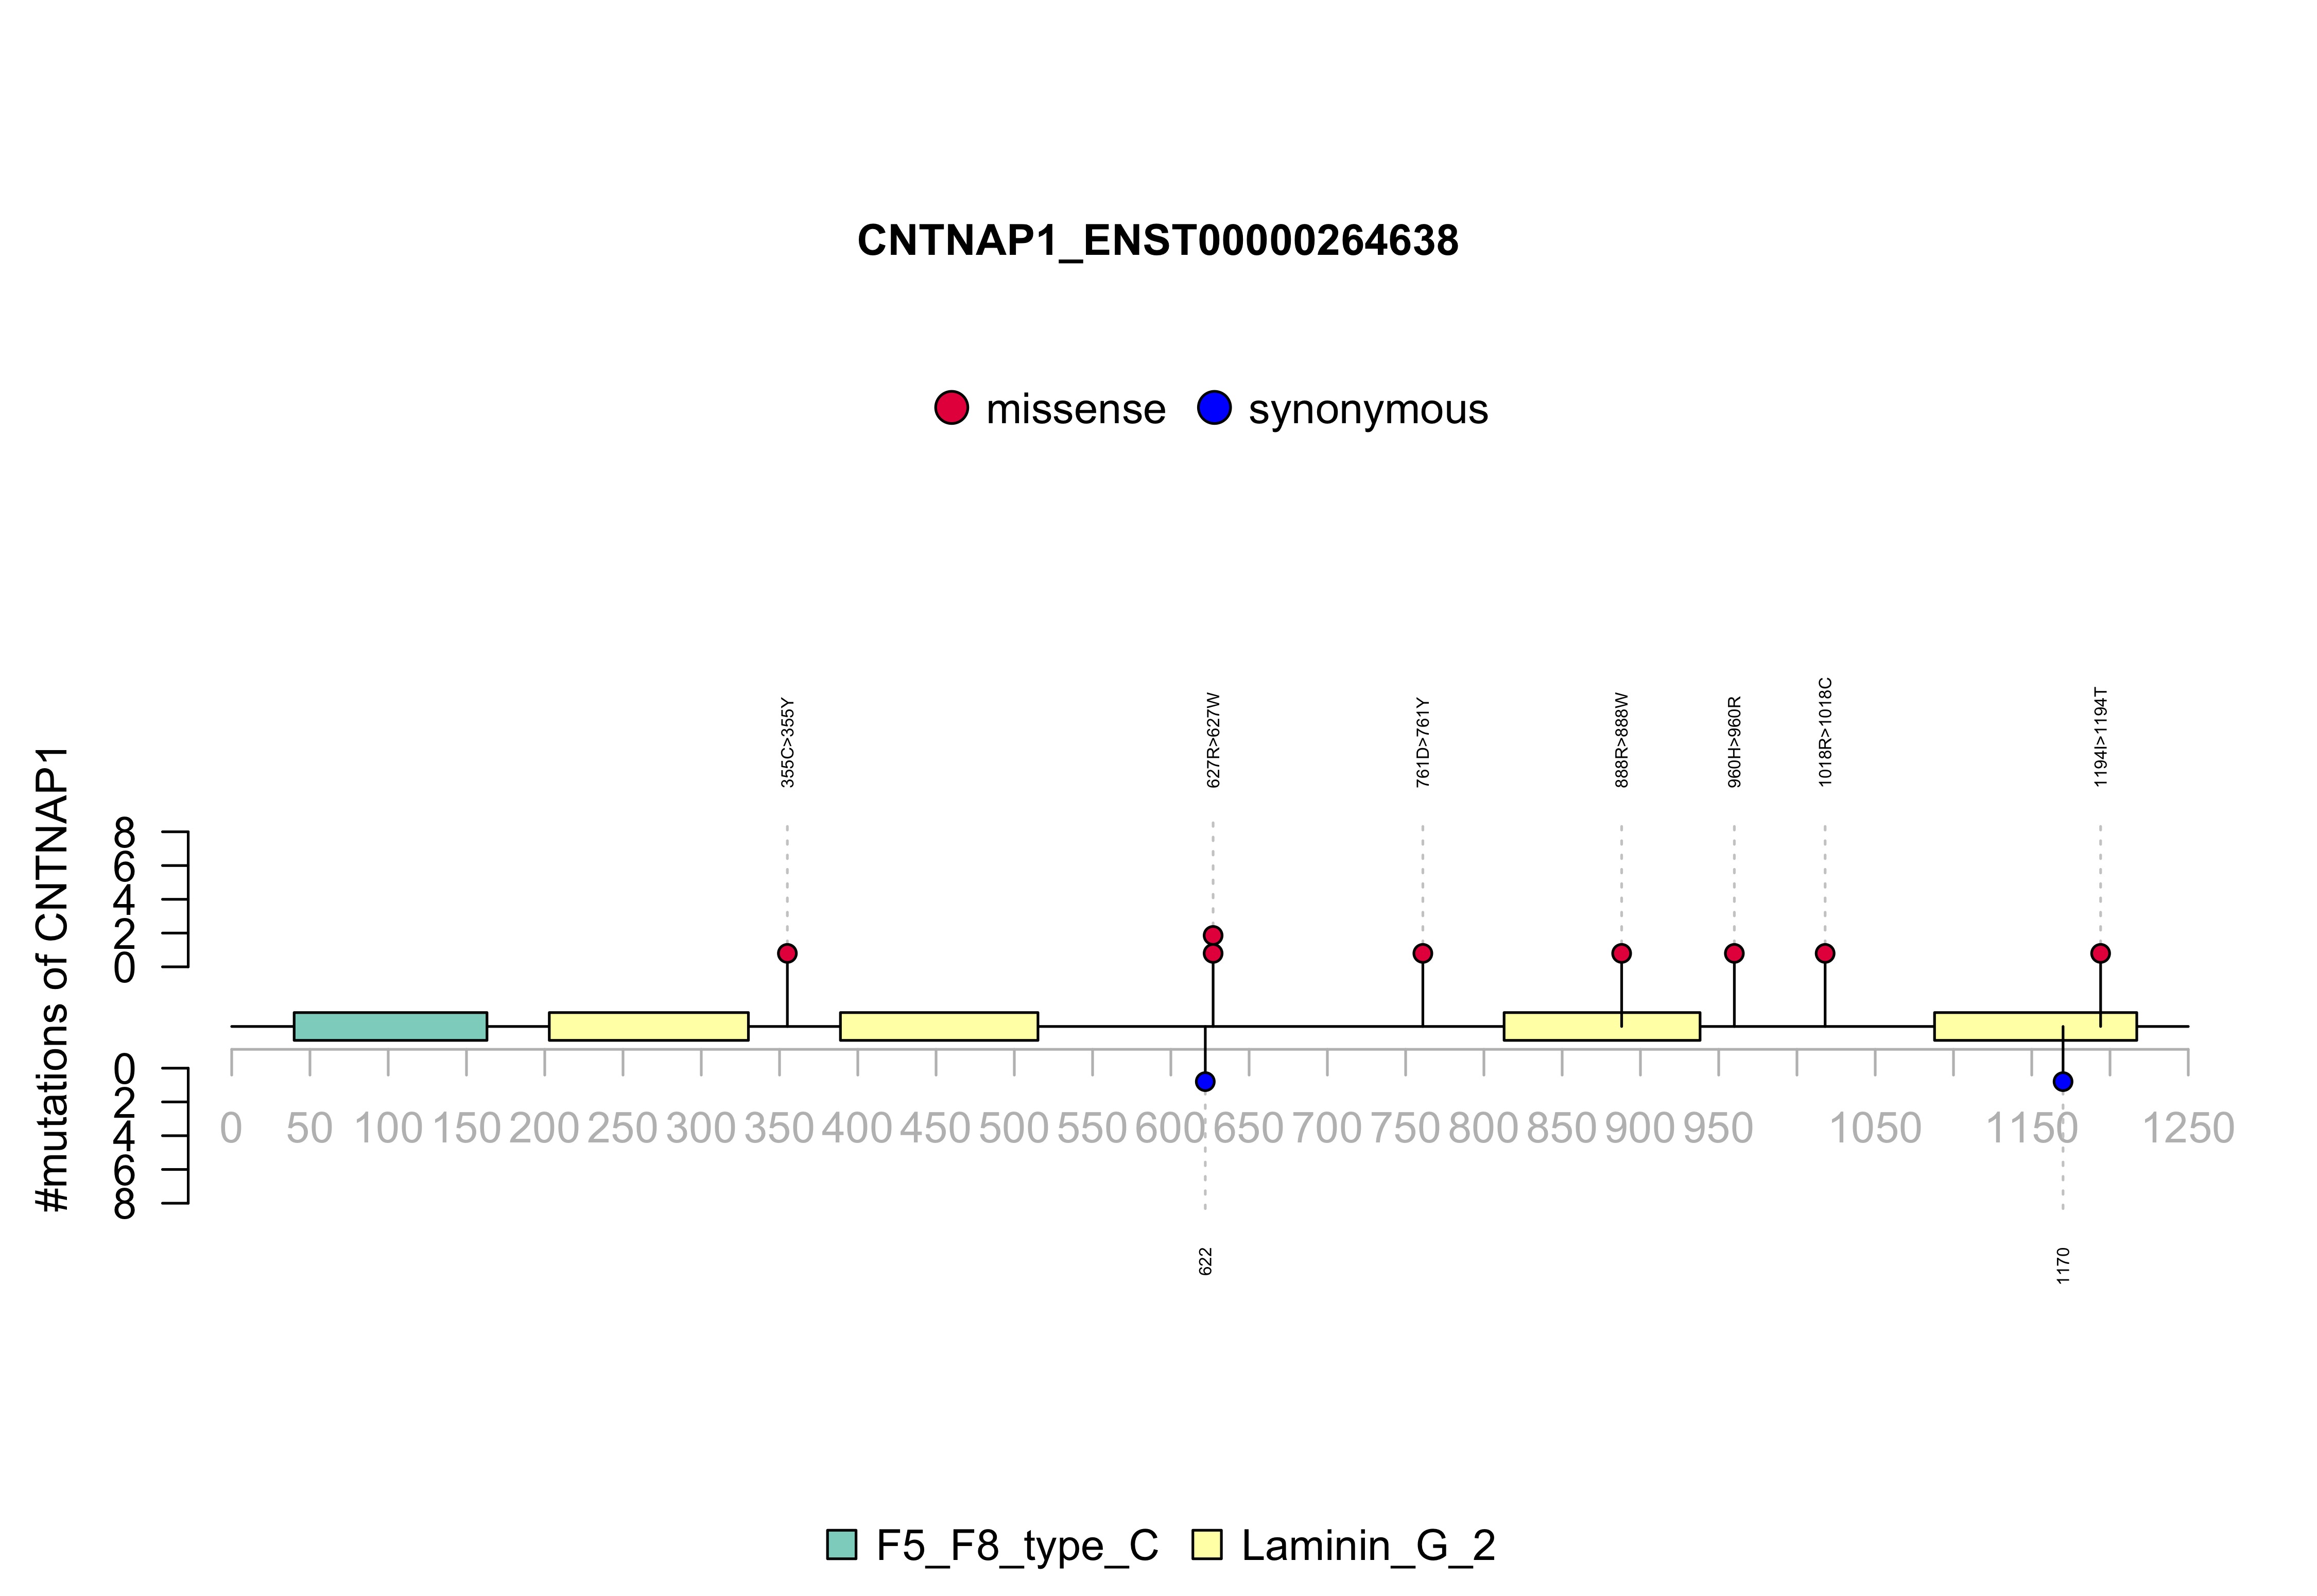 CNTNAP1_ENST00000264638
missense synonymous
355C>355Y
627R>627W
761D>761Y
888R>888W
960H>960R
1018R>1018C
1194I>1194T
#mutations of CNTNAP1
8
6
4
2
0
0
2
4
6
8
0 50 100 150 200 250 300 350 400 450 500 550 600 650 700 750 800 850 900 950 1050 1150 1250
622
1170
F5_F8_type_C Laminin_G_2